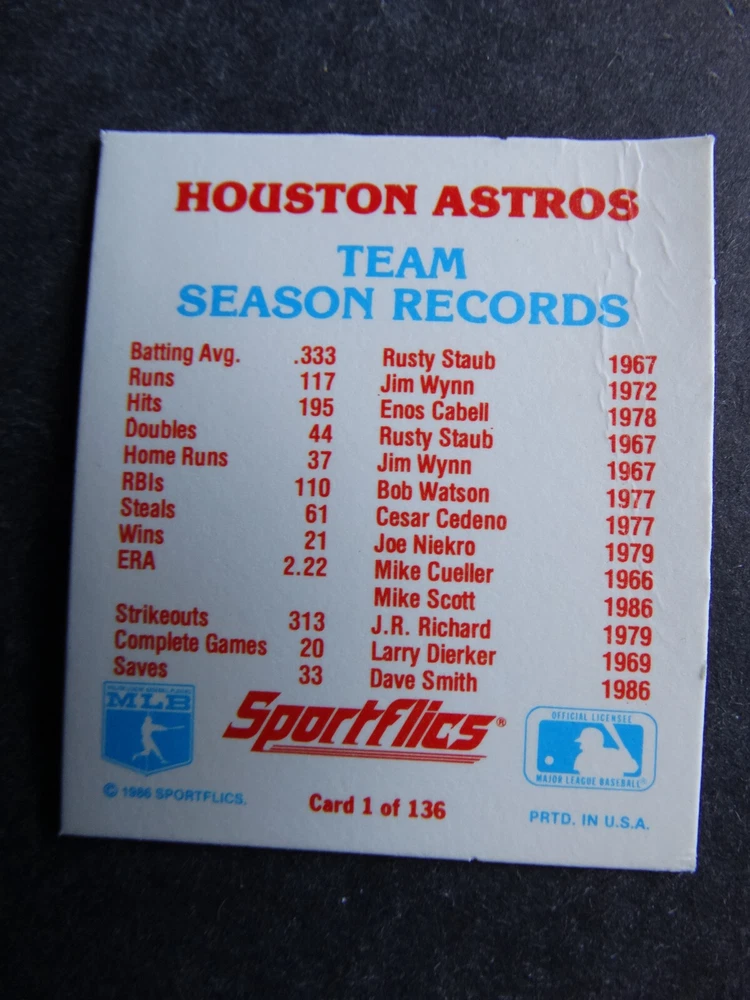 HOUSTON ASTROS
TEAM
SEASON RECORDS
Batting Avg. .333 Rusty Staub 1967
Runs 117 Jim Wynn 1972
Hits 195 Enos Cabell 1978
Doubles 44 Rusty Staub 1967
Home Runs 37 Jim Wynn 1967
RBIs 110 Bob Watson 1977
Steals 61 Cesar Cedeno 1977
Wins 21 Joe Niekro 1979
ERA 2.22 Mike Cueller 1966
Mike Scott 1986
Strikeouts 313 J.R. Richard 1979
Complete Games 20 Larry Dierker 1969
Saves 33 Dave Smith 1986
MLB
Sportflics®
OFFICIAL LICENSEE
MAJOR LEAGUE BASEBALL
© 1986 SPORTFLICS.
Card 1 of 136
PRTD. IN U.S.A.